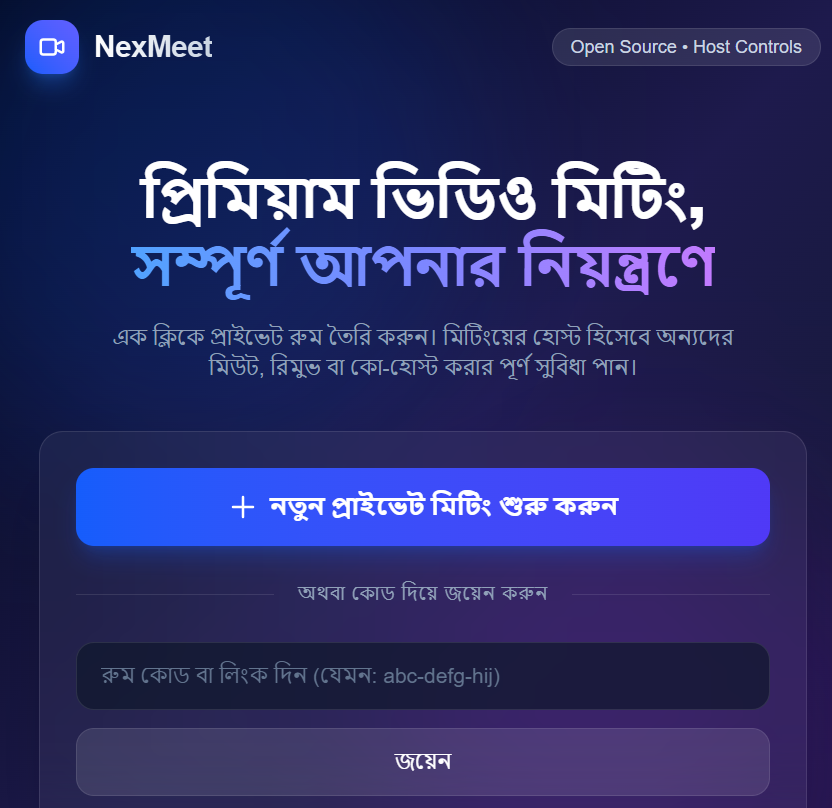 NexMeet
Open Source • Host Controls
প্রিমিয়াম ভিডিও মিটিং,
সম্পূর্ণ আপনার নিয়ন্ত্রণে
এক ক্লিকে প্রাইভেট রুম তৈরি করুন। মিটিংয়ের হোস্ট হিসেবে অন্যদের
মিউট, রিমুভ বা কো-হোস্ট করার পূর্ণ সুবিধা পান।
নতুন প্রাইভেট মিটিং শুরু করুন
অথবা কোড দিয়ে জয়েন করুন
রুম কোড বা লিংক দিন (যেমন: abc-defg-hij)
জয়েন